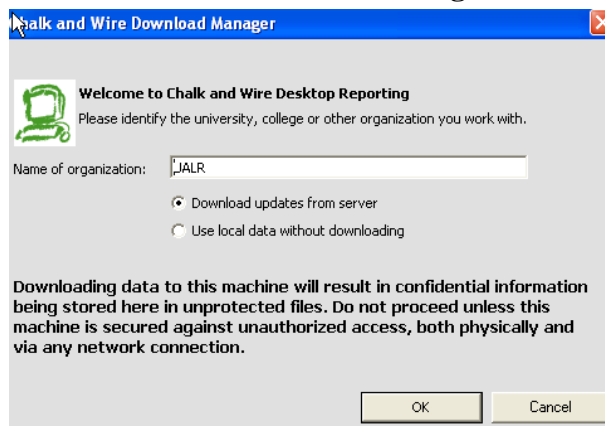 Chalk and Wire Download Manager
Welcome to Chalk and Wire Desktop Reporting
Please identify the university, college or other organization you work with.
Name of organization: UALR
Download updates from server
Use local data without downloading
Downloading data to this machine will result in confidential information
being stored here in unprotected files. Do not proceed unless this
machine is secured against unauthorized access, both physically and
via any network connection.
OK Cancel